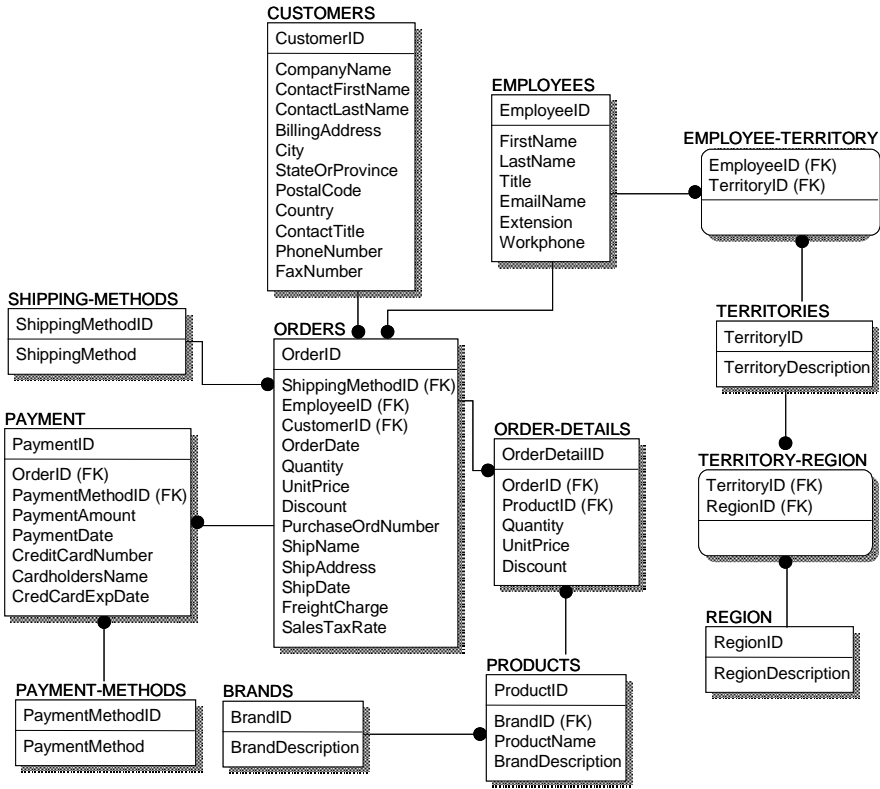 CUSTOMERS
CustomerID
CompanyName
ContactFirstName
ContactLastName
BillingAddress
City
StateOrProvince
PostalCode
Country
ContactTitle
PhoneNumber
FaxNumber
EMPLOYEES
EmployeeID
FirstName
LastName
Title
EmailName
Extension
Workphone
EMPLOYEE-TERRITORY
EmployeeID (FK)
TerritoryID (FK)
SHIPPING-METHODS
ShippingMethodID
ShippingMethod
ORDERS
OrderID
ShippingMethodID (FK)
EmployeeID (FK)
CustomerID (FK)
OrderDate
Quantity
UnitPrice
Discount
PurchaseOrdNumber
ShipName
ShipAddress
ShipDate
FreightCharge
SalesTaxRate
TERRITORIES
TerritoryID
TerritoryDescription
PAYMENT
PaymentID
OrderID (FK)
PaymentMethodID (FK)
PaymentAmount
PaymentDate
CreditCardNumber
CardholdersName
CredCardExpDate
ORDER-DETAILS
OrderDetailID
OrderID (FK)
ProductID (FK)
Quantity
UnitPrice
Discount
TERRITORY-REGION
TerritoryID (FK)
RegionID (FK)
REGION
RegionID
RegionDescription
PAYMENT-METHODS
PaymentMethodID
PaymentMethod
BRANDS
BrandID
BrandDescription
PRODUCTS
ProductID
BrandID (FK)
ProductName
BrandDescription